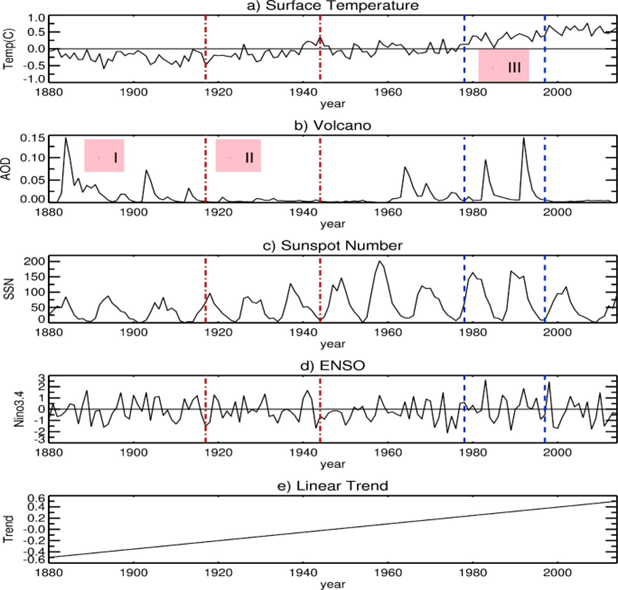 a) Surface Temperature
Temp(C)
1.0
0.5
0.0
-0.5
-1.0
III
1880 1900 1920 1940 1960 1980 2000
year
b) Volcano
AOD
0.15
0.10
0.05
0.00
I II
1880 1900 1920 1940 1960 1980 2000
year
c) Sunspot Number
SSN
200
150
100
50
0
1880 1900 1920 1940 1960 1980 2000
year
d) ENSO
Nino3.4
3
2
1
0
-1
-2
-3
1880 1900 1920 1940 1960 1980 2000
year
e) Linear Trend
Trend
0.6
0.4
0.2
-0.0
-0.2
-0.4
-0.6
1880 1900 1920 1940 1960 1980 2000
year